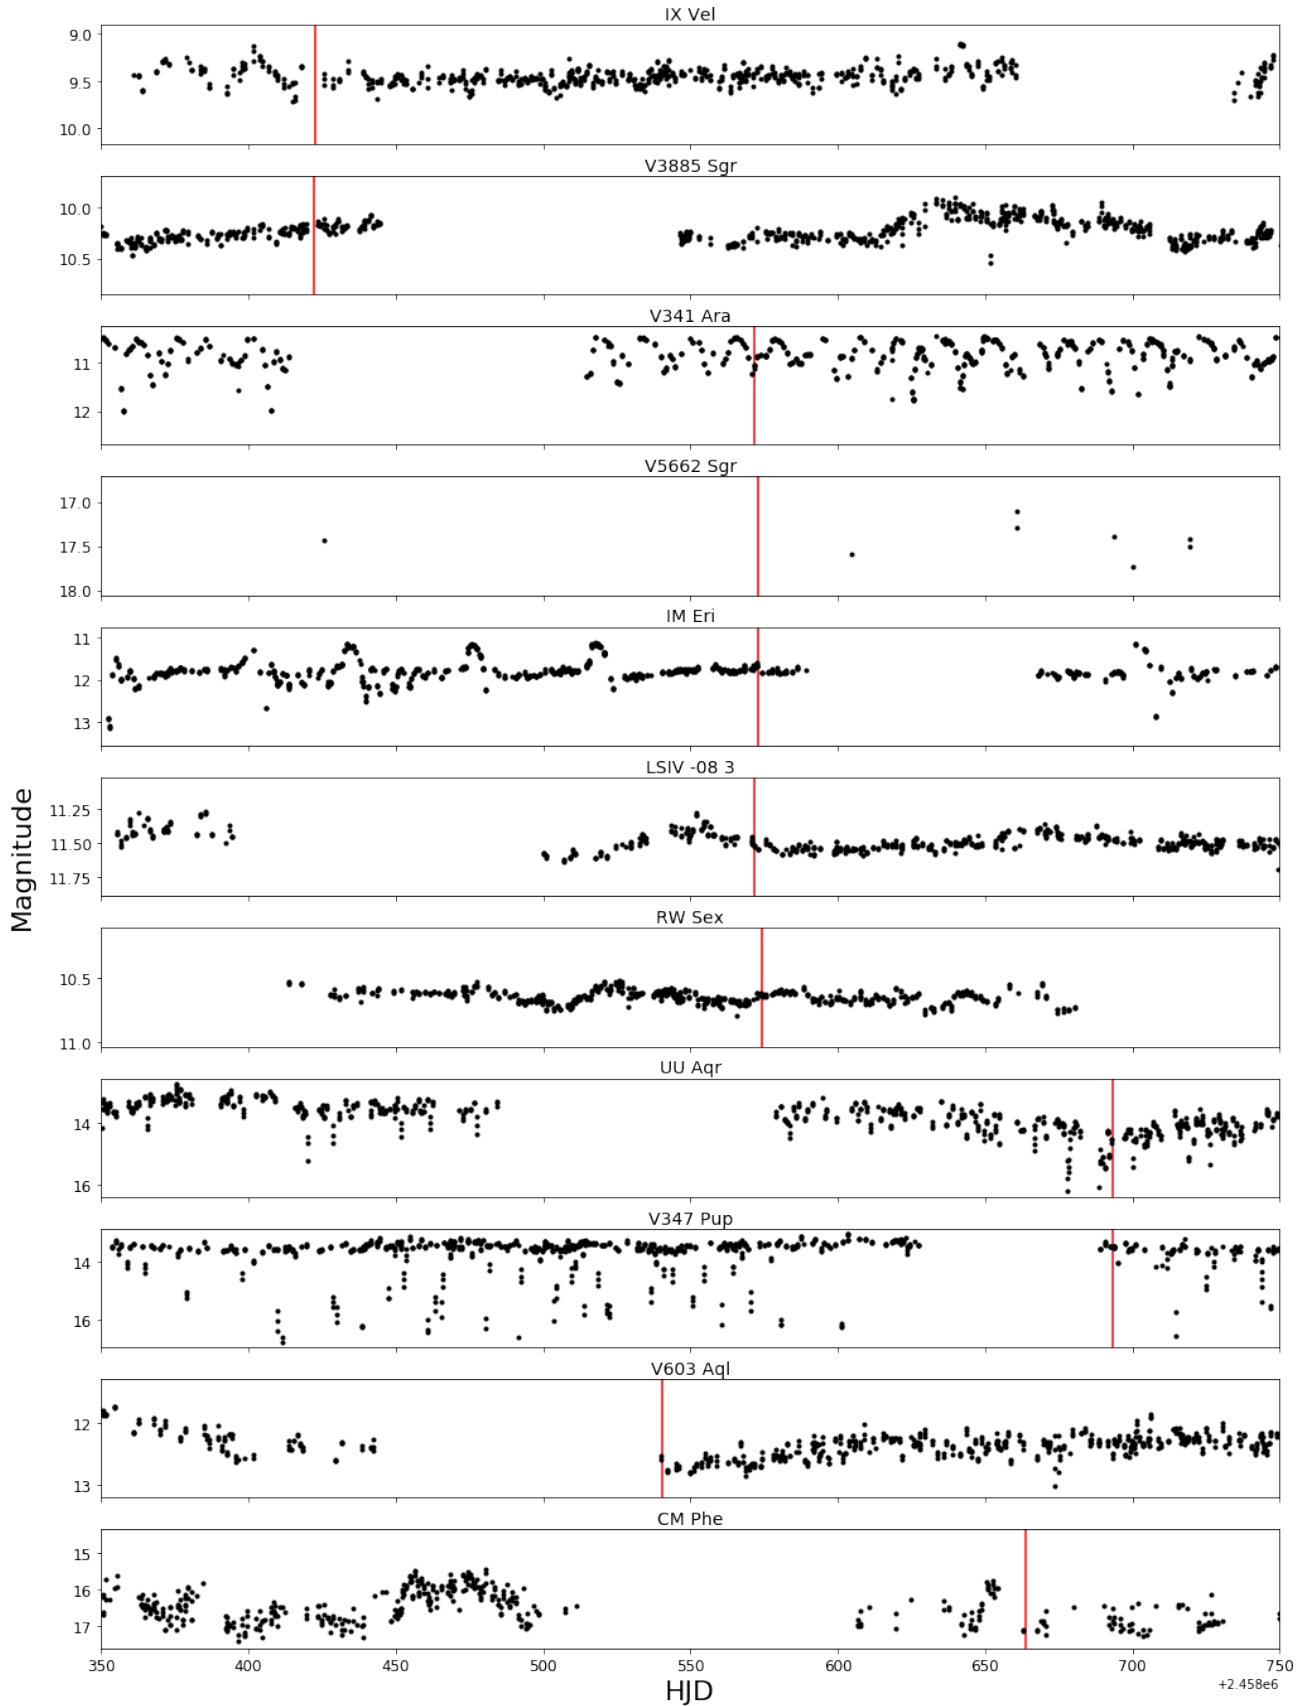 IX Vel
9.0
9.5
10.0
V3885 Sgr
10.0
10.5
V341 Ara
11
12
V5662 Sgr
17.0
17.5
18.0
IM Eri
11
12
13
LSIV -08 3
11.25
11.50
11.75
Magnitude
RW Sex
10.5
11.0
UU Aqr
14
16
V347 Pup
14
16
V603 Aql
12
13
CM Phe
15
16
17
350 400 450 500 550 600 650 700 750
HJD
+2.458e6